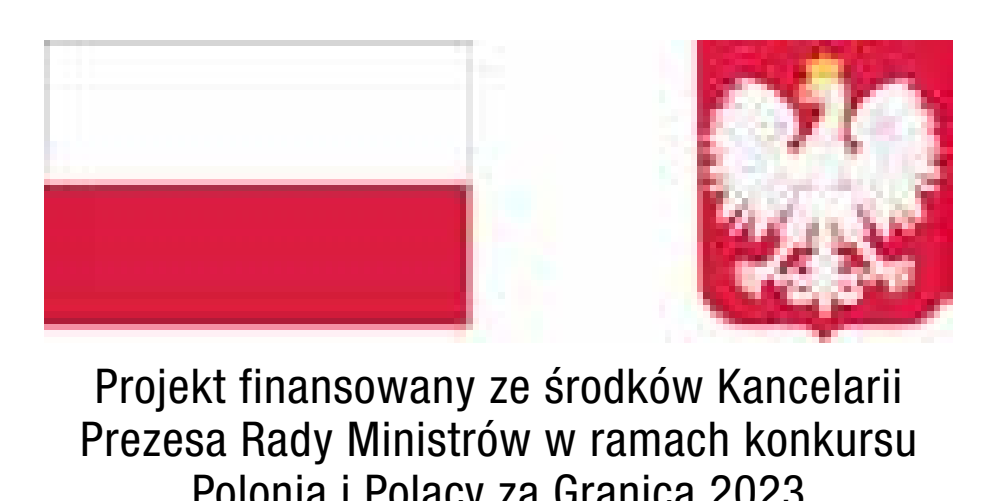 Projekt finansowany ze środków Kancelarii
Prezesa Rady Ministrów w ramach konkursu
Polonia i Polacy za Granicą 2023